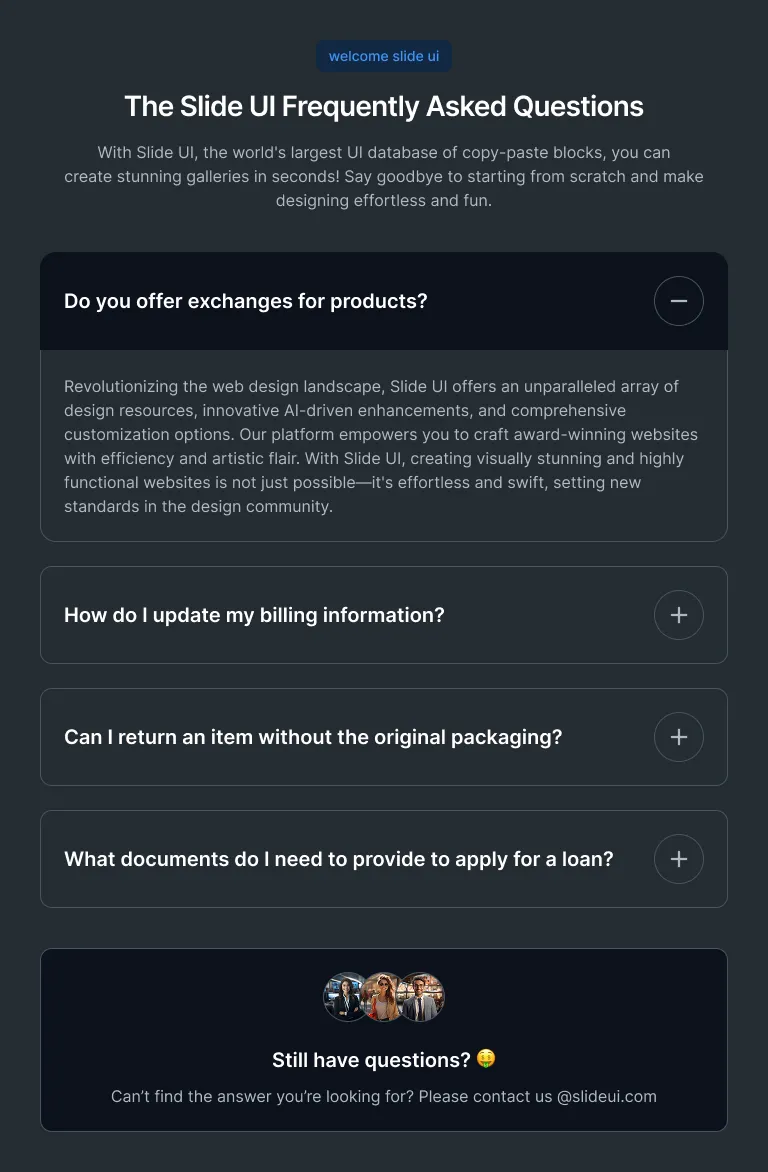 welcome slide ui
The Slide UI Frequently Asked Questions
With Slide UI, the world's largest UI database of copy-paste blocks, you can
create stunning galleries in seconds! Say goodbye to starting from scratch and make
designing effortless and fun.
Do you offer exchanges for products?
Revolutionizing the web design landscape, Slide UI offers an unparalleled array of
design resources, innovative AI-driven enhancements, and comprehensive
customization options. Our platform empowers you to craft award-winning websites
with efficiency and artistic flair. With Slide UI, creating visually stunning and highly
functional websites is not just possible—it's effortless and swift, setting new
standards in the design community.
How do I update my billing information?
Can I return an item without the original packaging?
What documents do I need to provide to apply for a loan?
Still have questions? 🤑
Can’t find the answer you’re looking for? Please contact us @slideui.com